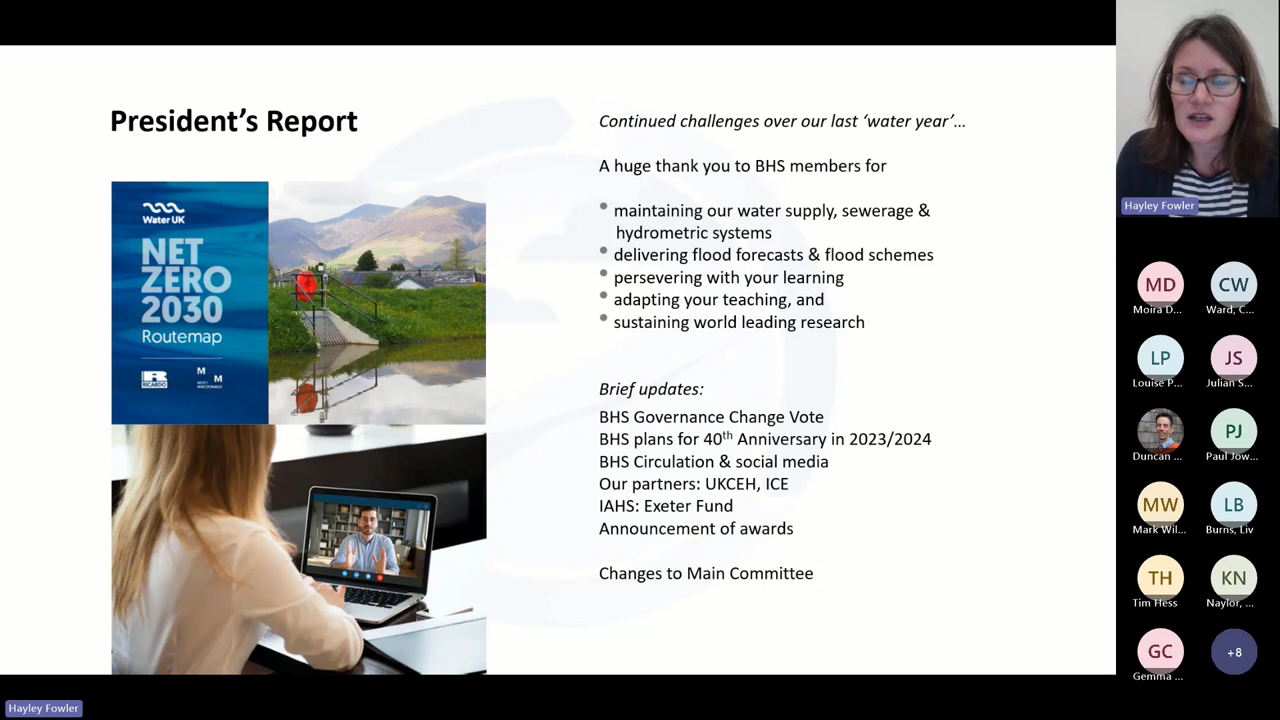 President's Report
Water UK
NET
ZERO
2030
Routemap
RICARDO
M
M
MOTT
MACDONALD
Continued challenges over our last ‘water year’…
A huge thank you to BHS members for
• maintaining our water supply, sewerage &
hydrometric systems
• delivering flood forecasts & flood schemes
• persevering with your learning
• adapting your teaching, and
• sustaining world leading research
Brief updates:
BHS Governance Change Vote
BHS plans for 40th Anniversary in 2023/2024
BHS Circulation & social media
Our partners: UKCEH, ICE
IAHS: Exeter Fund
Announcement of awards
Changes to Main Committee
Hayley Fowler
MD
CW
Moira D...
Ward, C...
LP
JS
Louise P...
Julian S...
PJ
Duncan ...
Paul Jow...
MW
LB
Mark Wil...
Burns, Liv
TH
KN
Tim Hess
Naylor, ...
GC
+8
Gemma ...
Hayley Fowler